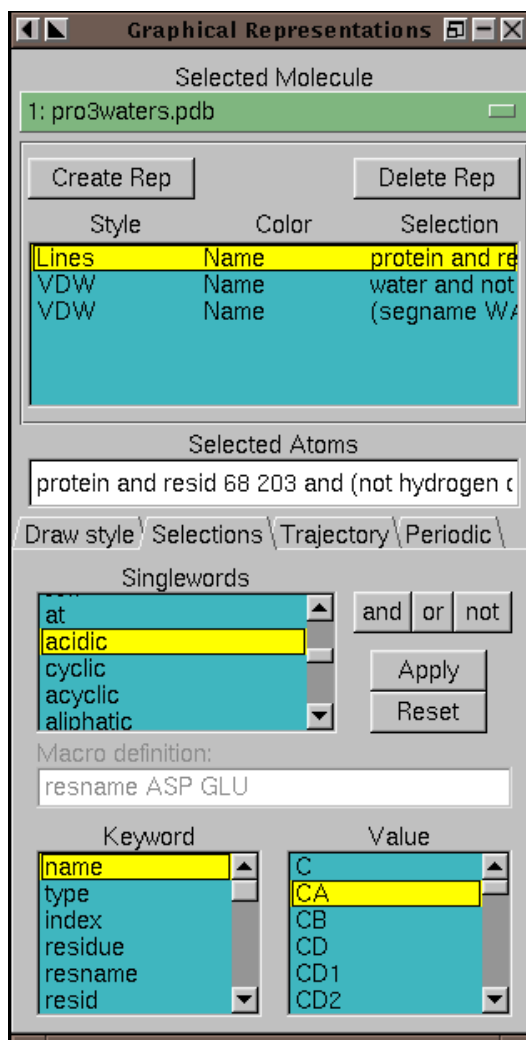 Graphical Representations
Selected Molecule
1: pro3waters.pdb
Create Rep Delete Rep
Style Color Selection
Lines Name protein and re
VDW Name water and not
VDW Name (segname WA
Selected Atoms
protein and resid 68 203 and (not hydrogen
Draw style Selections Trajectory Periodic
Singlewords
at
acidic
cyclic
acyclic
aliphatic
and or not
Apply
Reset
Macro definition:
resname ASP GLU
Keyword
name
type
index
residue
resname
resid
Value
C
CA
CB
CD
CD1
CD2